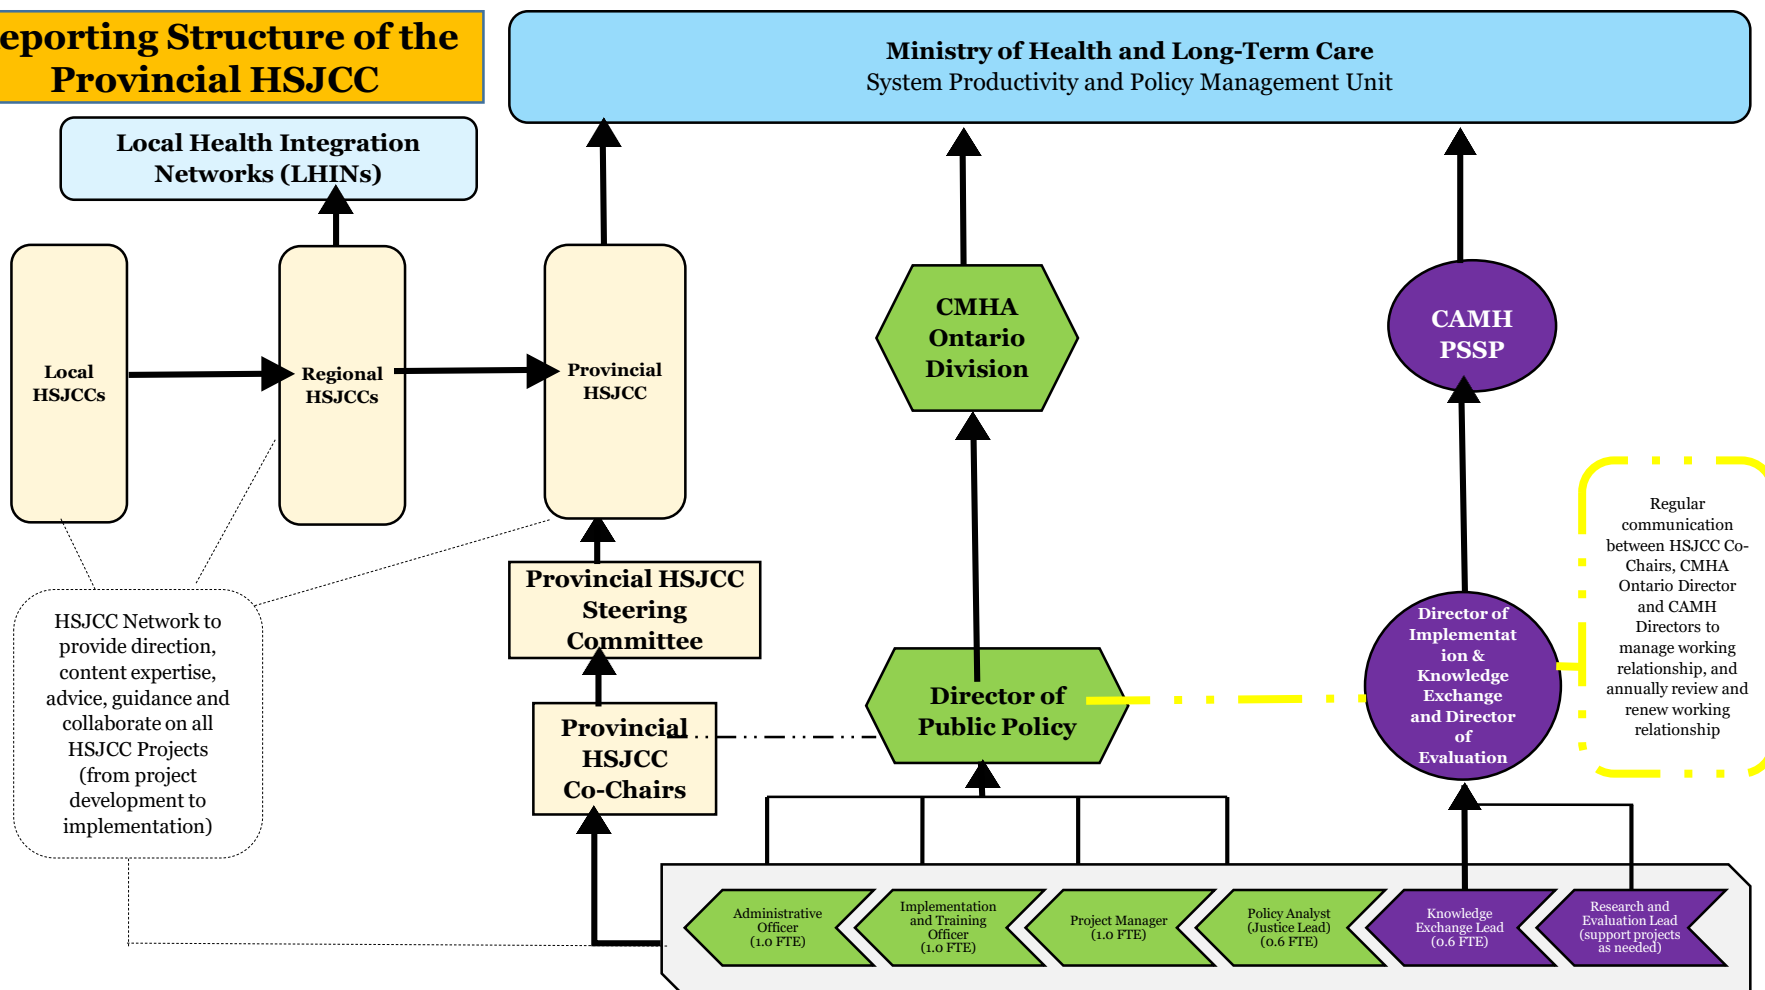 eporting Structure of the
Provincial HSJCC
Ministry of Health and Long-Term Care
System Productivity and Policy Management Unit
Local Health Integration
Networks (LHINs)
Local
HSJCCs
Regional
HSJCCs
Provincial
HSJCC
CMHA
Ontario
Division
CAMH
PSSP
Regular
communication
between HSJCC Co-
Chairs, CMHA
Ontario Director
and CAMH
Directors to
manage working
relationship, and
annually review and
renew working
relationship
HSJCC Network to
provide direction,
content expertise,
advice, guidance and
collaborate on all
HSJCC Projects
(from project
development to
implementation)
Provincial HSJCC
Steering
Committee
Provincial
HSJCC
Co-Chairs
Director of
Public Policy
Director of
Implementat
ion &
Knowledge
Exchange
and Director
of
Evaluation
Administrative
Officer
(1.0 FTE)
Implementation
and Training
Officer
(1.0 FTE)
Project Manager
(1.0 FTE)
Policy Analyst
(Justice Lead)
(0.6 FTE)
Knowledge
Exchange Lead
(0.6 FTE)
Research and
Evaluation Lead
(support projects
as needed)